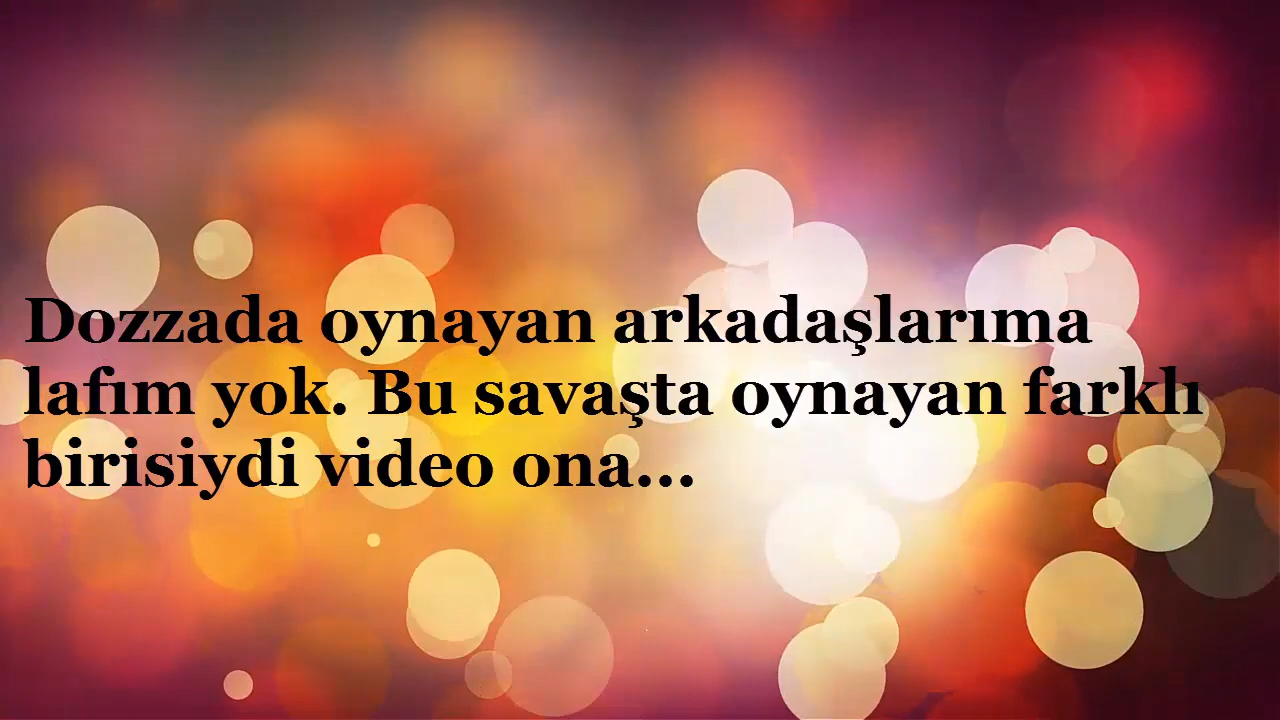 Dozzada oynayan arkadaşlarıma
lafım yok. Bu savaşta oynayan farklı
birisiydi video ona...